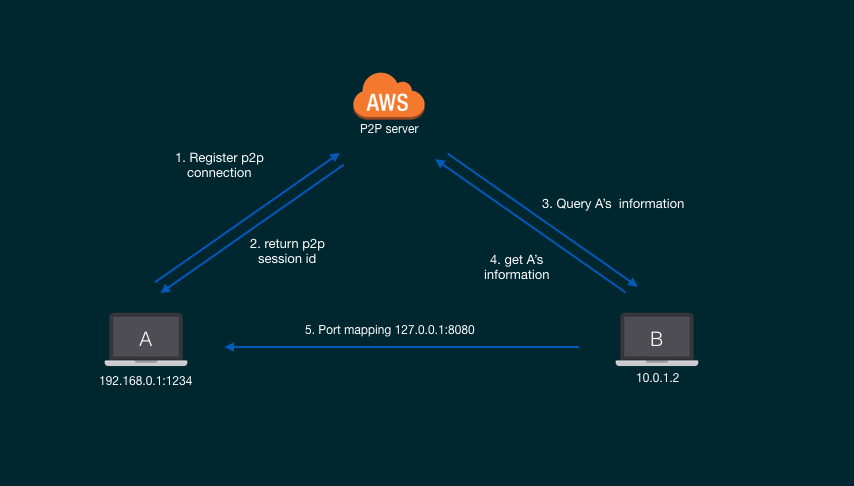 AWS
P2P server
1. Register p2p
connection
3. Query A's  information
2. return p2p
session id
4. get A's
information
5. Port mapping 127.0.0.1:8080
A
B
192.168.0.1:1234
10.0.1.2